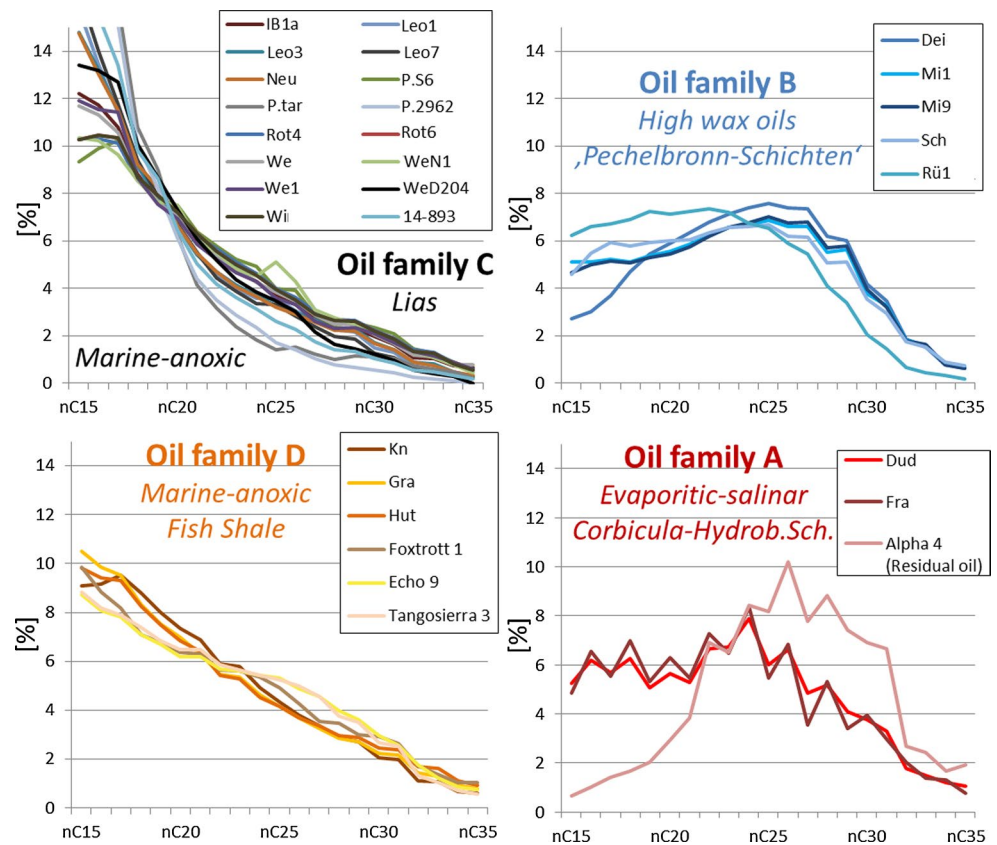 14
12
10
8
6
4
2
0
[%]
IB1a Leo1
Leo3 Leo7
Neu P.S6
P.tar P.2962
Rot4 Rot6
We WeN1
We1 WeD204
Wi 14-893
Oil family C
Lias
Marine-anoxic
nC15 nC20 nC25 nC30 nC35
14
12
10
8
6
4
2
0
[%]
Oil family B
High wax oils
‚Pechelbronn-Schichten‘
Dei
Mi1
Mi9
Sch
Rü1
nC15 nC20 nC25 nC30 nC35
14
12
10
8
6
4
2
0
[%]
Oil family D
Marine-anoxic
Fish Shale
Kn
Gra
Hut
Foxtrott 1
Echo 9
Tangosierra 3
nC15 nC20 nC25 nC30 nC35
14
12
10
8
6
4
2
0
[%]
Oil family A
Evaporitic-salinar
Corbicula-Hydrob.Sch.
Dud
Fra
Alpha 4
(Residual oil)
nC15 nC20 nC25 nC30 nC35